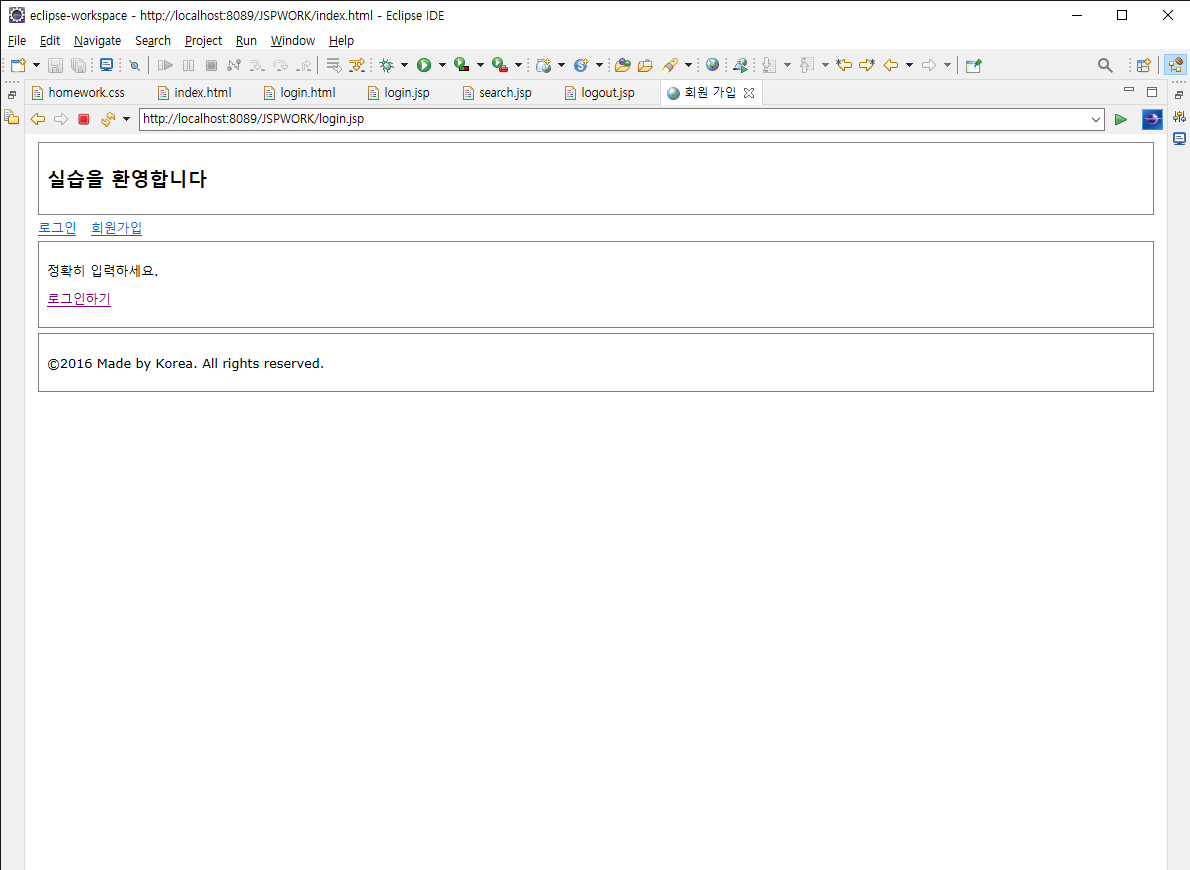 eclipse-workspace - http://localhost:8089/JSPWORK/index.html - Eclipse IDE
File Edit Navigate Search Project Run Window Help
homework.css index.html login.html login.jsp search.jsp logout.jsp 회원 가입
http://localhost:8089/JSPWORK/login.jsp
실습을 환영합니다
로그인 회원가입
정확히 입력하세요.
로그인하기
©2016 Made by Korea. All rights reserved.